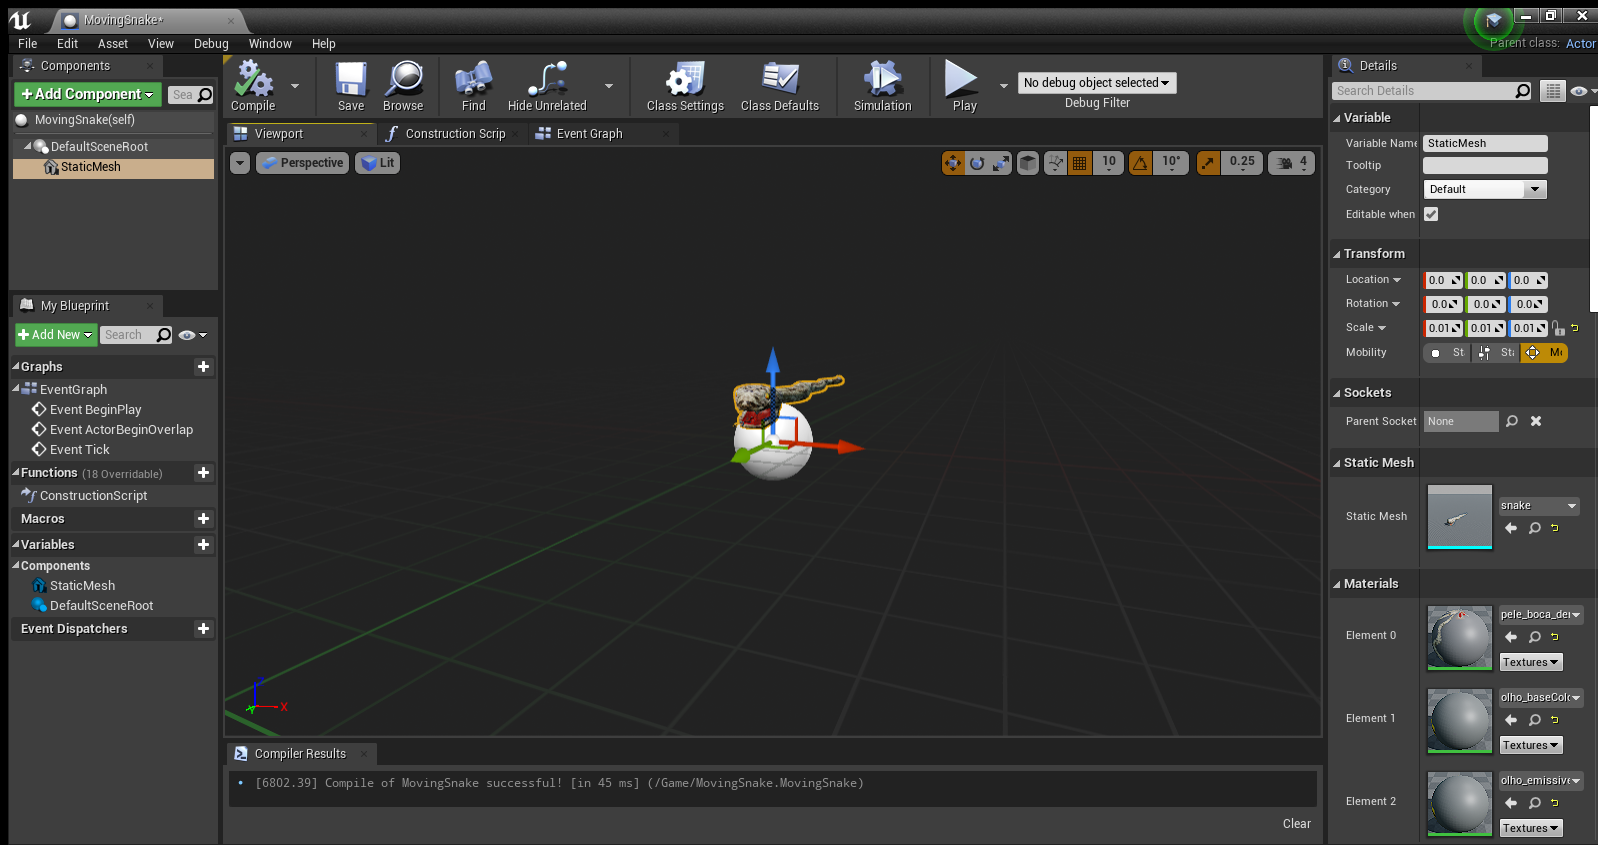 MovingSnake*
File Edit Asset View Debug Window Help
Parent class: Actor
Components
+Add Component
Sea
MovingSnake(self)
DefaultSceneRoot
StaticMesh
Compile Save Browse Find Hide Unrelated Class Settings Class Defaults Simulation Play
No debug object selected
Debug Filter
Viewport Construction Scrip Event Graph
Perspective Lit
10 10° 0.25 4
X
My Blueprint
+Add New Search
Graphs
EventGraph
Event BeginPlay
Event ActorBeginOverlap
Event Tick
Functions (18 Overridable)
ConstructionScript
Macros
Variables
Components
StaticMesh
DefaultSceneRoot
Event Dispatchers
Compiler Results
• [6802.39] Compile of MovingSnake successful! [in 45 ms] (/Game/MovingSnake.MovingSnake)
Clear
Details
Search Details
Variable
Variable Name StaticMesh
Tooltip
Category Default
Editable when
Transform
Location 0.0 0.0 0.0
Rotation 0.0 0.0 0.0
Scale 0.01 0.01 0.01
Mobility St Sta Mo
Sockets
Parent Socket None
Static Mesh
Static Mesh snake
Materials
Element 0 pele_boca_der
Textures
Element 1 olho_baseColo
Textures
Element 2 olho_emissive
Textures